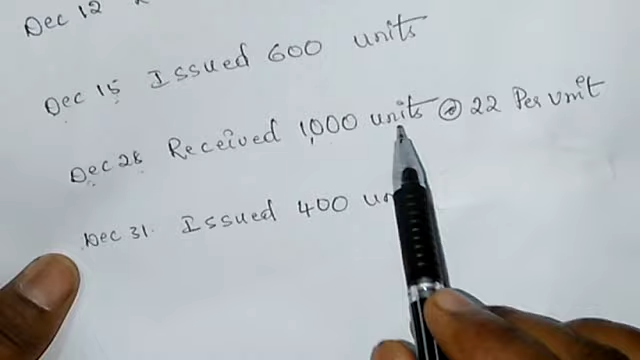 Dec 12
Dec 15 Issued 600 units
Dec 28 Received 1,000 units @ 22 Per Unit
Dec 31. Issued 400